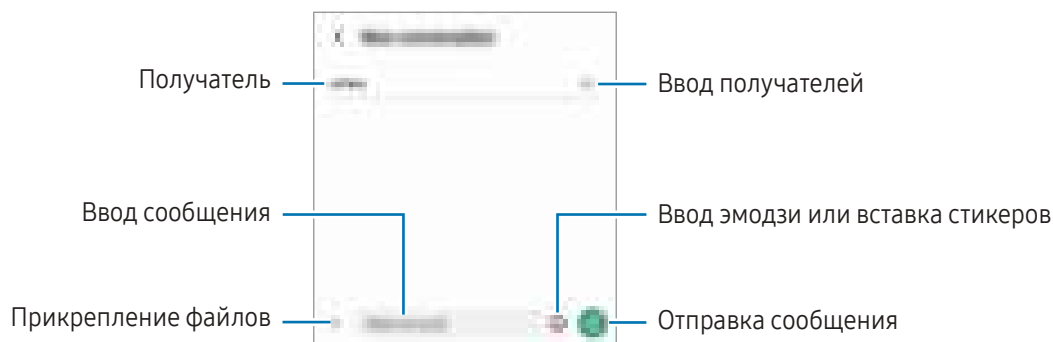 Получатель
Ввод получателей
Ввод сообщения
Ввод эмодзи или вставка стикеров
Прикрепление файлов
Отправка сообщения